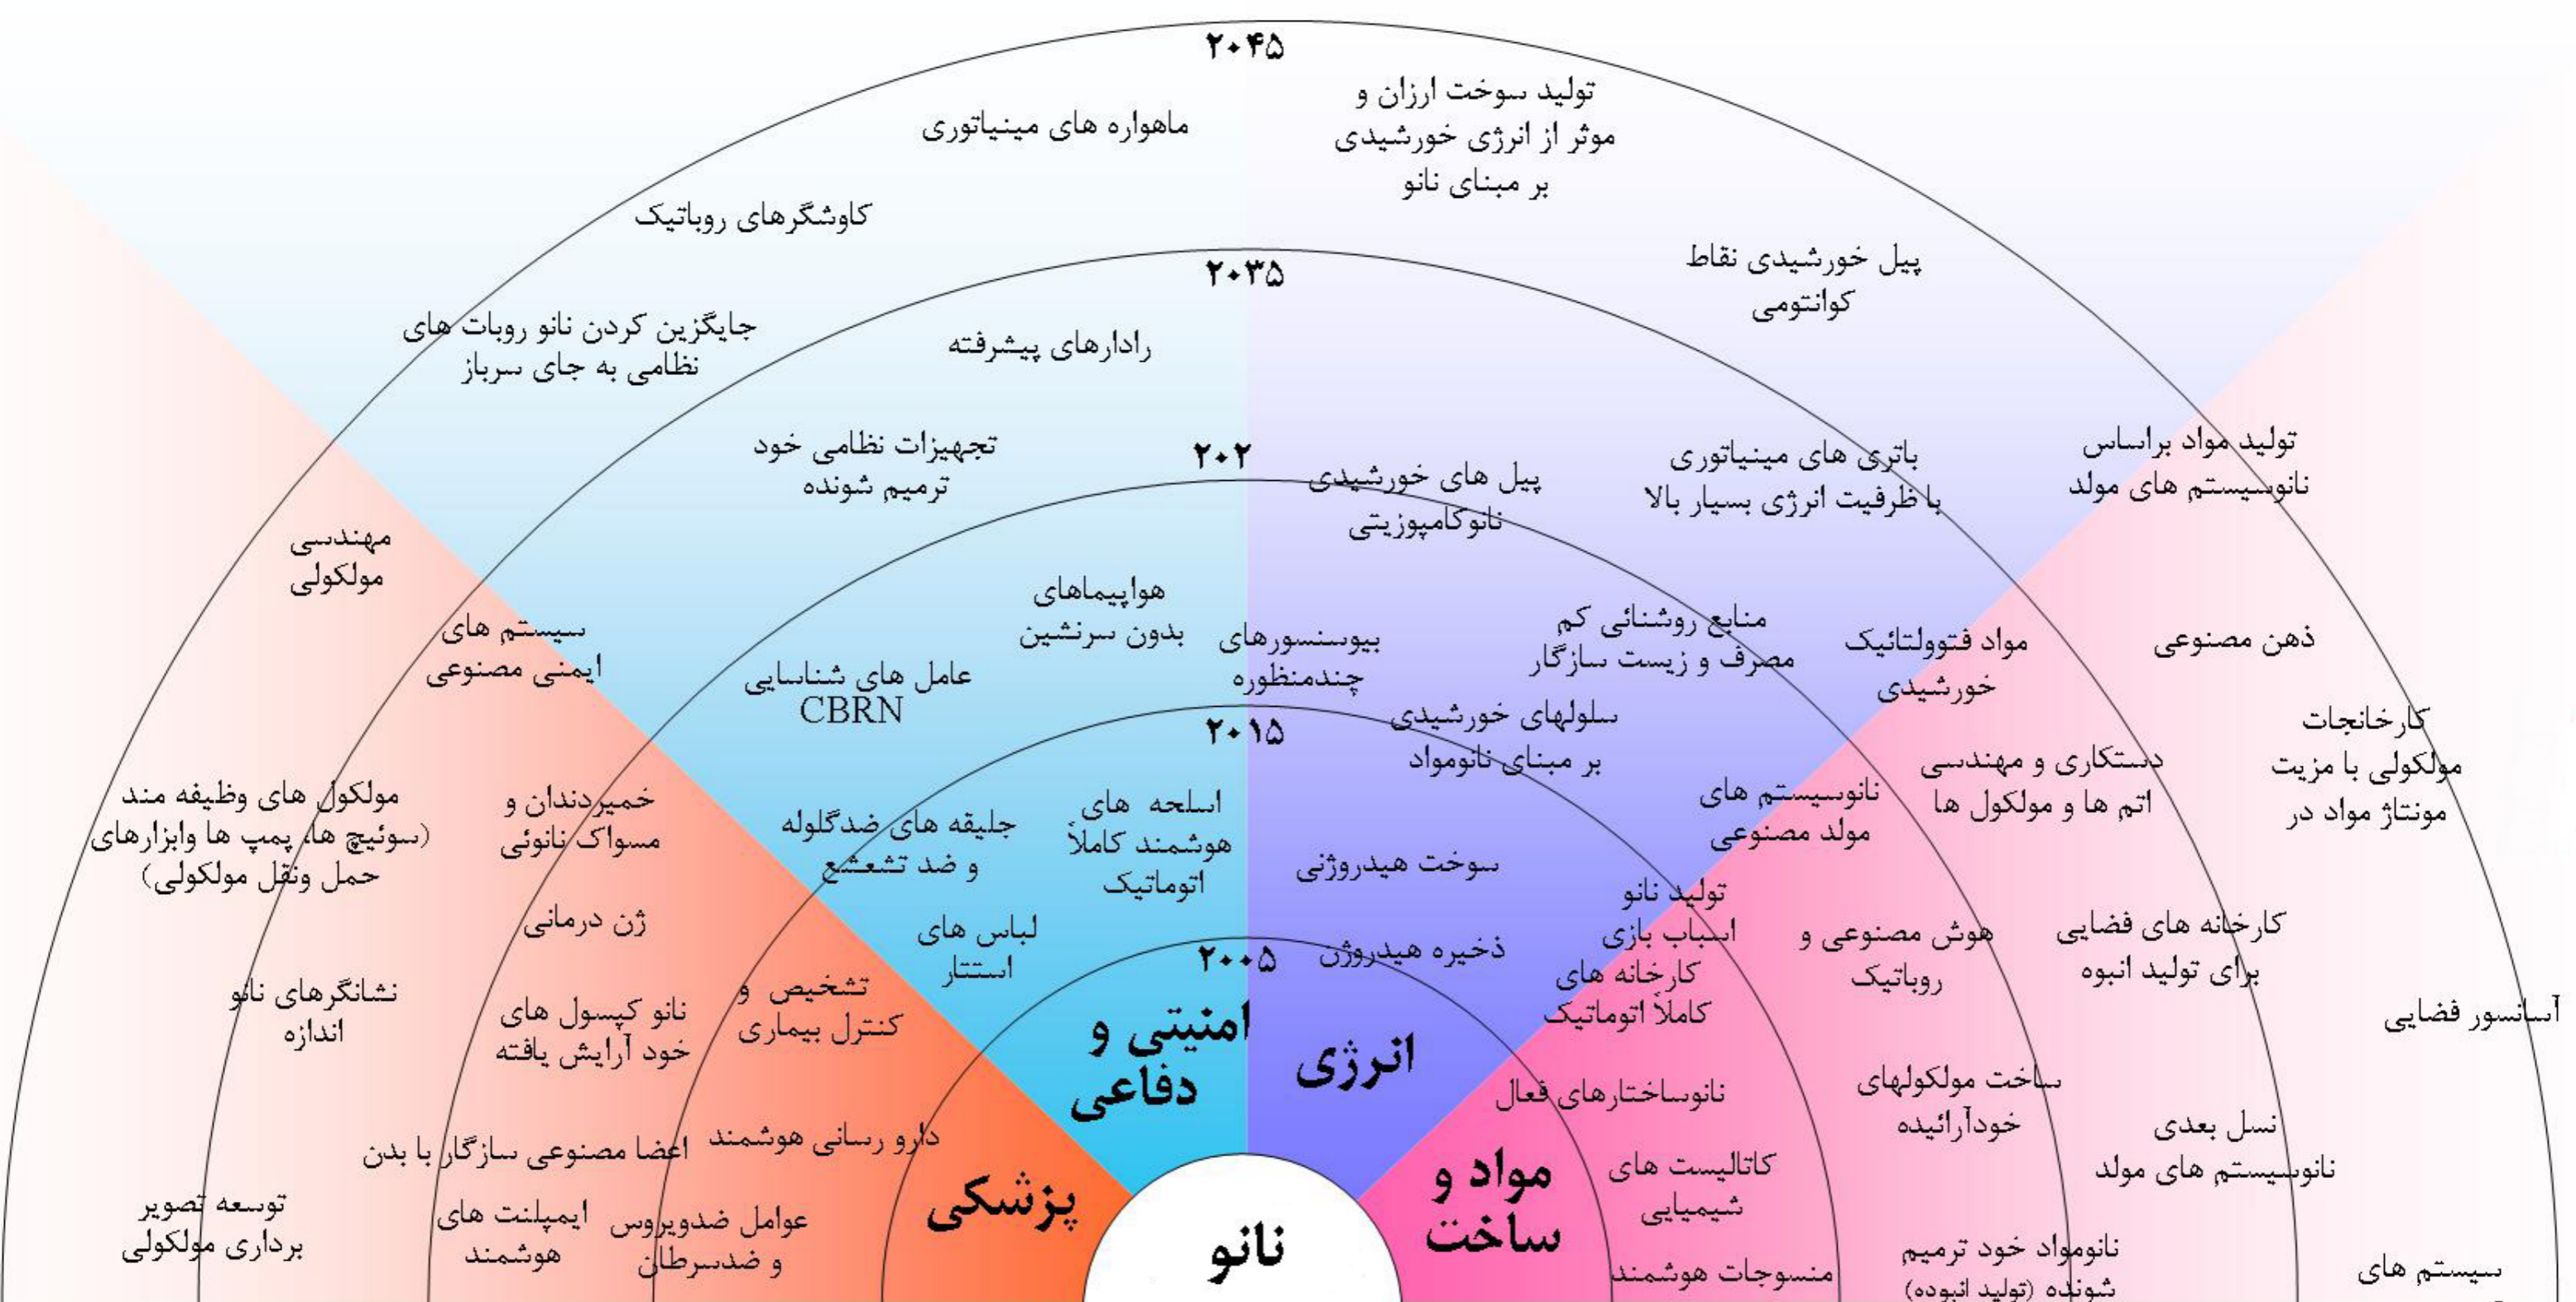 ۲۰۴۵
تولید سوخت ارزان و
موثر از انرژی خورشیدی
بر مبنای نانو
ماهواره های مینیاتوری
کاوشگرهای روباتیک
پیل خورشیدی نقاط
کوانتومی
جایگزین کردن نانو روبات های
نظامی به جای سرباز
۲۰۳۵
رادارهای پیشرفته
تجهیزات نظامی خود
ترمیم شونده
باتری های مینیاتوری
با ظرفیت انرژی بسیار بالا
پیل های خورشیدی
نانوکامپوزیتی
تولید مواد براساس
نانوسیستم های مولد
مهندسی
مولکولی
سیستم های
ایمنی مصنوعی
۲۰۲
هواپیماهای
بدون سرنشین
عامل های شناسایی
CBRN
بیوسنسورهای
چندمنظوره
منابع روشنائی کم
مصرف و زیست سازگار
سلولهای خورشیدی
بر مبنای نانومواد
مواد فتوولتائیک
خورشیدی
ذهن مصنوعی
کارخانجات
مولکولی با مزیت
مونتاژ مواد در
دستکاری و مهندسی
اتم ها و مولکول ها
نانوسیستم های
مولد مصنوعی
مولکول های وظیفه مند
(سوئیچ ها، پمپ ها وابزارهای
حمل ونقل مولکولی)
خمیردندان و
مسواک نانوئی
ژن درمانی
۲۰۱۵
اسلحه های
هوشمند کاملاً
اتوماتیک
جلیقه های ضدگلوله
و ضد تشعشع
لباس های
استتار
سوخت هیدروژنی
ذخیره هیدروژن
تولید نانو
اسباب بازی
کارخانه های
کاملاً اتوماتیک
هوش مصنوعی و
روباتیک
کارخانه های فضایی
برای تولید انبوه
آسانسور فضایی
نشانگرهای نانو
اندازه
نانو کپسول های
خود آرایش یافته
تشخیص و
کنترل بیماری
۲۰۰۵
امنیتی و
دفاعی
انرژی
نانوساختارهای فعال
ساخت مولکولهای
خودآرائیده
نسل بعدی
نانوسیستم های مولد
اعضا مصنوعی سازگار با بدن
دارو رسانی هوشمند
توسعه تصویر
برداری مولکولی
ایمپلنت های
هوشمند
عوامل ضدویروس
و ضدسرطان
پزشکی
نانو
مواد و
ساخت
کاتالیست های
شیمیایی
منسوجات هوشمند
نانومواد خود ترمیم
شونده (تولید انبوده)
سیستم های